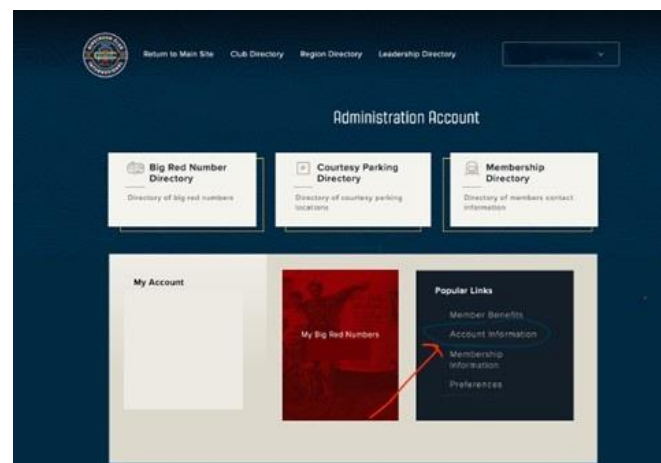 Return to Main Site Club Directory Region Directory Leadership Directory
Administration Account
Big Red Number
Directory
Directory of big red numbers
Courtesy Parking
Directory
Directory of courtesy parking
locations
Membership
Directory
Directory of members contact
information
My Account
My Big Red Numbers
Popular Links
Member Benefits
Account Information
Membership
Information
Preferences